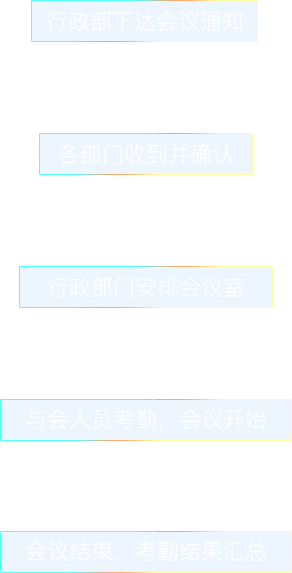 行政部下达会议通知
各部门收到并确认
行政部门安排会议室
与会人员考勤，会议开始
会议结束，考勤结果汇总